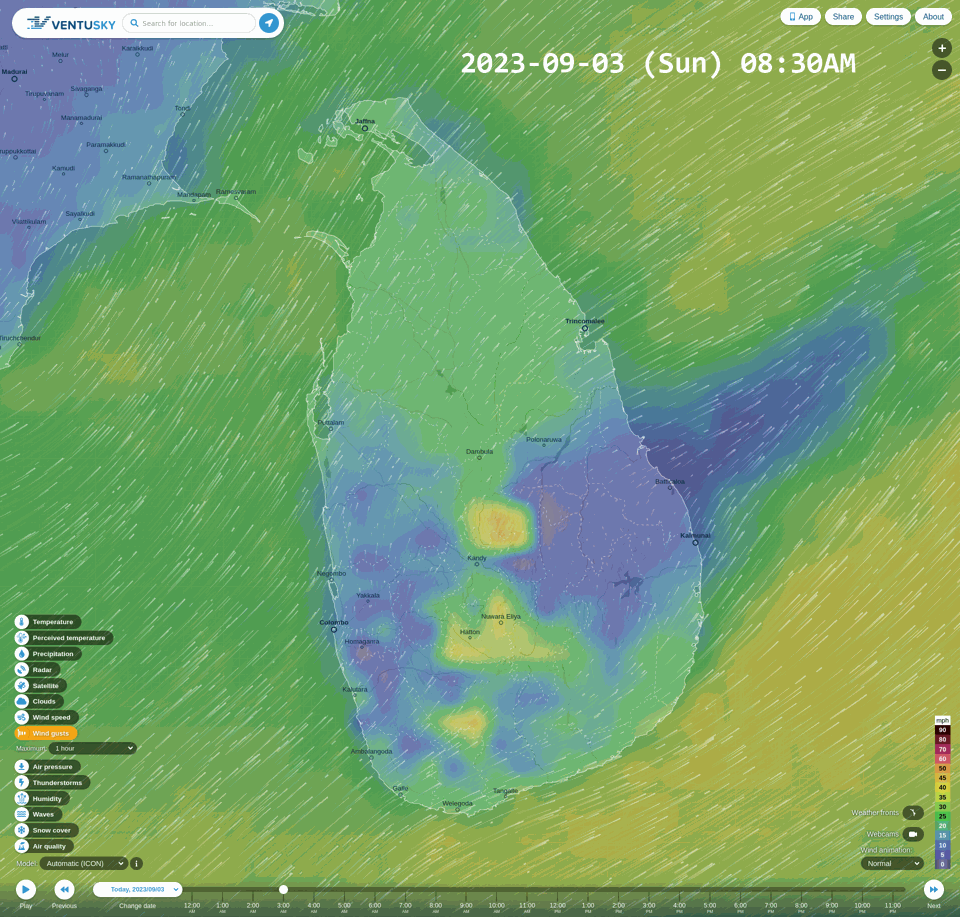 VENTUSKY
Search for location...
App
Share
Settings
About
2023-09-03 (Sun) 08:30AM
+
−
Melur
Karaikkudi
Madurai
Tirupuvanam
Sivaganga
Manamadurai
Tondi
Jaffna
Paramakkudi
Kamudi
Ramanathapuram
Mandapam
Rameswaram
Sayalkudi
Vilattikulam
Tiruchchendur
Trincomalee
Puttalam
Polonaruwa
Dambula
Batticaloa
Kalmunai
Kandy
Negombo
Yakkala
Colombo
Nuwara Eliya
Hatton
Homagama
Kalutara
Ambalangoda
Galle
Tangalle
Weligoda
Temperature
Perceived temperature
Precipitation
Radar
Satellite
Clouds
Wind speed
Wind gusts
Maximum: 1 hour
Air pressure
Thunderstorms
Humidity
Waves
Snow cover
Air quality
Model: Automatic (ICON) i
mph
90
80
70
60
50
45
40
35
30
25
20
15
10
5
0
Weather fronts
Webcams
Wind animation:
Normal
Today, 2023/09/03
Play
Previous
Change date
12:00 AM
1:00 AM
2:00 AM
3:00 AM
4:00 AM
5:00 AM
6:00 AM
7:00 AM
8:00 AM
9:00 AM
10:00 AM
11:00 AM
12:00 PM
1:00 PM
2:00 PM
3:00 PM
4:00 PM
5:00 PM
6:00 PM
7:00 PM
8:00 PM
9:00 PM
10:00 PM
11:00 PM
Next